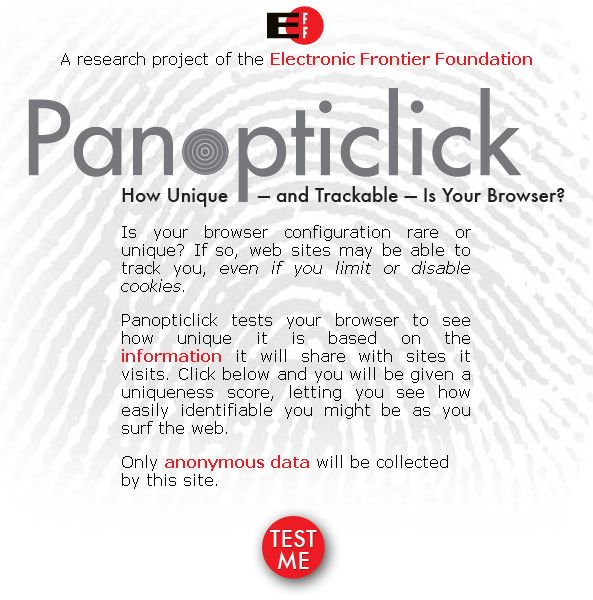 EFF
A research project of the Electronic Frontier Foundation
Panopticlick
How Unique — and Trackable — Is Your Browser?
Is your browser configuration rare or
unique? If so, web sites may be able to
track you, even if you limit or disable
cookies.
Panopticlick tests your browser to see
how unique it is based on the
information it will share with sites it
visits. Click below and you will be given a
uniqueness score, letting you see how
easily identifiable you might be as you
surf the web.
Only anonymous data will be collected
by this site.
TEST
ME